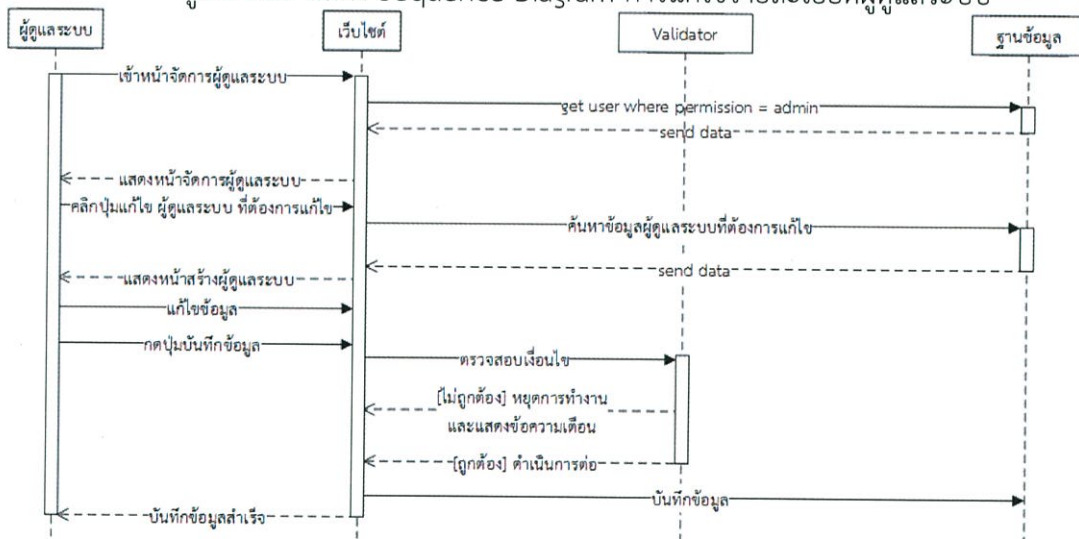 Sequence Diagram
ผู้ดูแลระบบ
เว็บไซต์
Validator
ฐานข้อมูล
เข้าหน้าจัดการผู้ดูแลระบบ
get user where permission = admin
send data
แสดงหน้าจัดการผู้ดูแลระบบ
คลิกปุ่มแก้ไข ผู้ดูแลระบบ ที่ต้องการแก้ไข
ค้นหาข้อมูลผู้ดูแลระบบที่ต้องการแก้ไข
send data
แสดงหน้าสร้างผู้ดูแลระบบ
แก้ไขข้อมูล
กดปุ่มบันทึกข้อมูล
ตรวจสอบเงื่อนไข
[ไม่ถูกต้อง] หยุดการทำงาน
และแสดงข้อความเตือน
[ถูกต้อง] ดำเนินการต่อ
บันทึกข้อมูล
บันทึกข้อมูลสำเร็จ